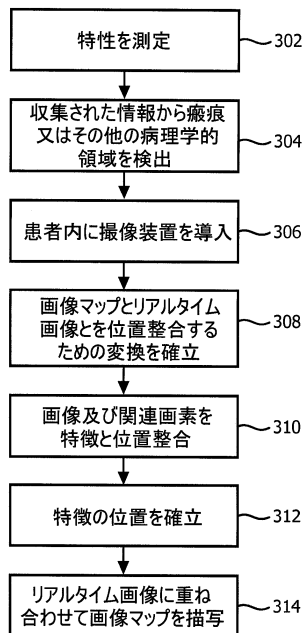 特性を測定
302
収集された情報から瘢痕
又はその他の病理学的
領域を検出
304
患者内に撮像装置を導入
306
画像マップとリアルタイム
画像とを位置整合する
ための変換を確立
308
画像及び関連画素を
特徴と位置整合
310
特徴の位置を確立
312
リアルタイム画像に重ね
合わせて画像マップを描写
314